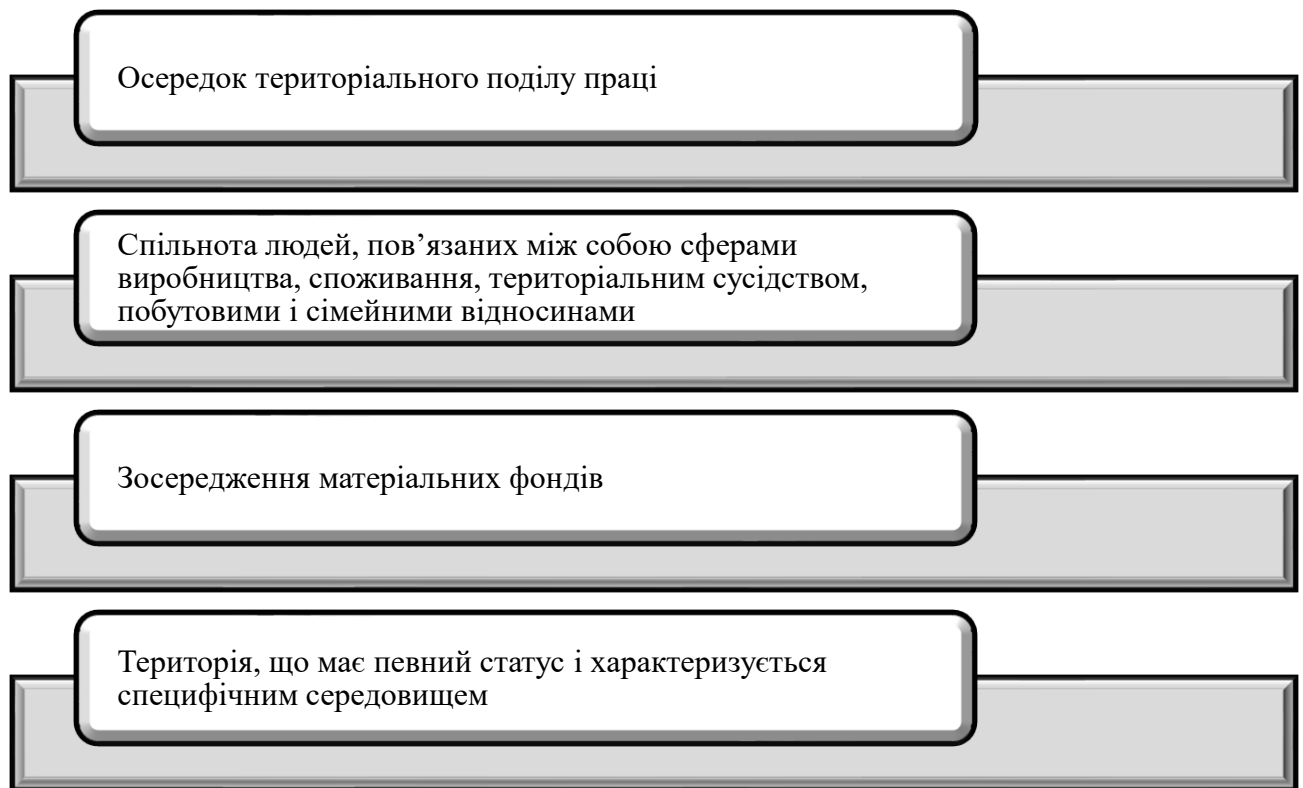 Осередок територіального поділу праці
Спільнота людей, пов’язаних між собою сферами
виробництва, споживання, територіальним сусідством,
побутовими і сімейними відносинами
Зосередження матеріальних фондів
Територія, що має певний статус і характеризується
специфічним середовищем